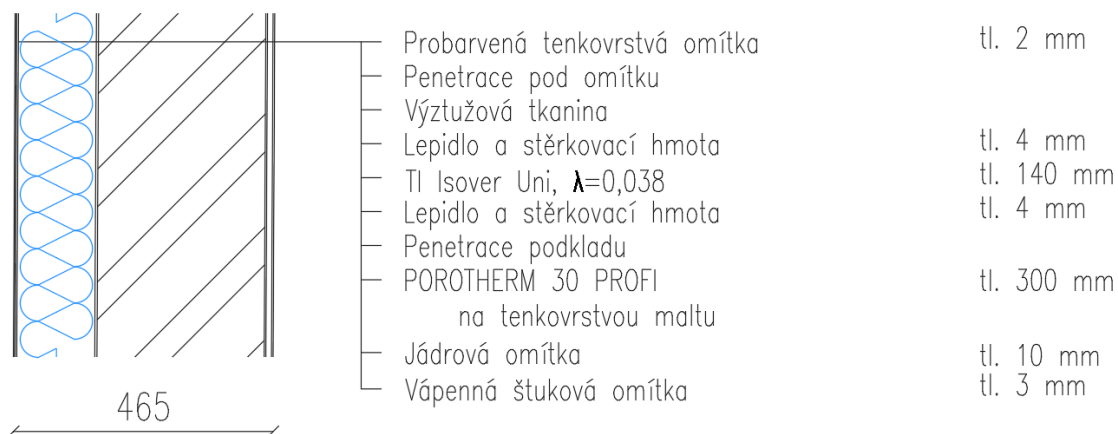 Probarvená tenkovrstvá omítka tl. 2 mm
Penetrace pod omítku
Výztužová tkanina
Lepidlo a stěrkovací hmota tl. 4 mm
TI Isover Uni, λ=0,038 tl. 140 mm
Lepidlo a stěrkovací hmota tl. 4 mm
Penetrace podkladu
POROTHERM 30 PROFI tl. 300 mm
na tenkovrstvou maltu
Jádrová omítka tl. 10 mm
Vápenná štuková omítka tl. 3 mm
465